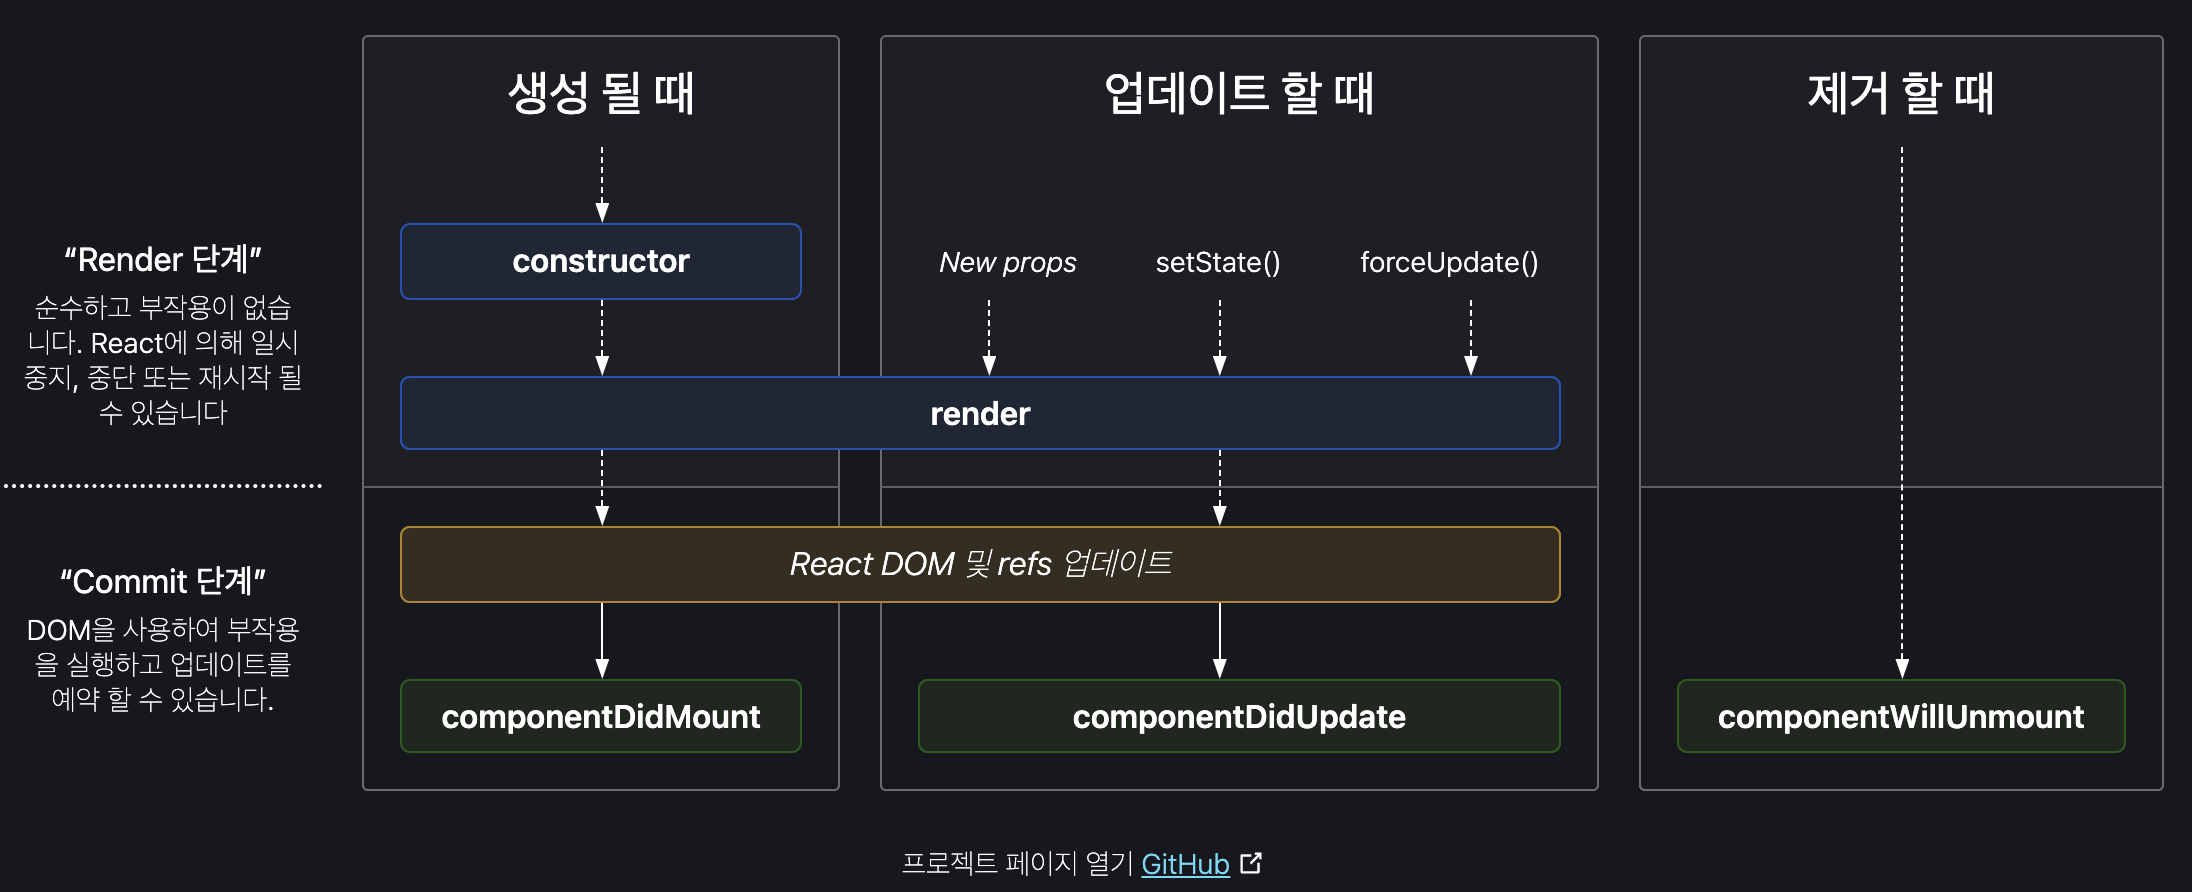 생성 될 때
업데이트 할 때
제거 할 때
“Render 단계”
순수하고 부작용이 없습
니다. React에 의해 일시
중지, 중단 또는 재시작 될
수 있습니다
constructor
New props
setState()
forceUpdate()
render
“Commit 단계”
DOM을 사용하여 부작용
을 실행하고 업데이트를
예약 할 수 있습니다.
React DOM 및 refs 업데이트
componentDidMount
componentDidUpdate
componentWillUnmount
프로젝트 페이지 열기 GitHub